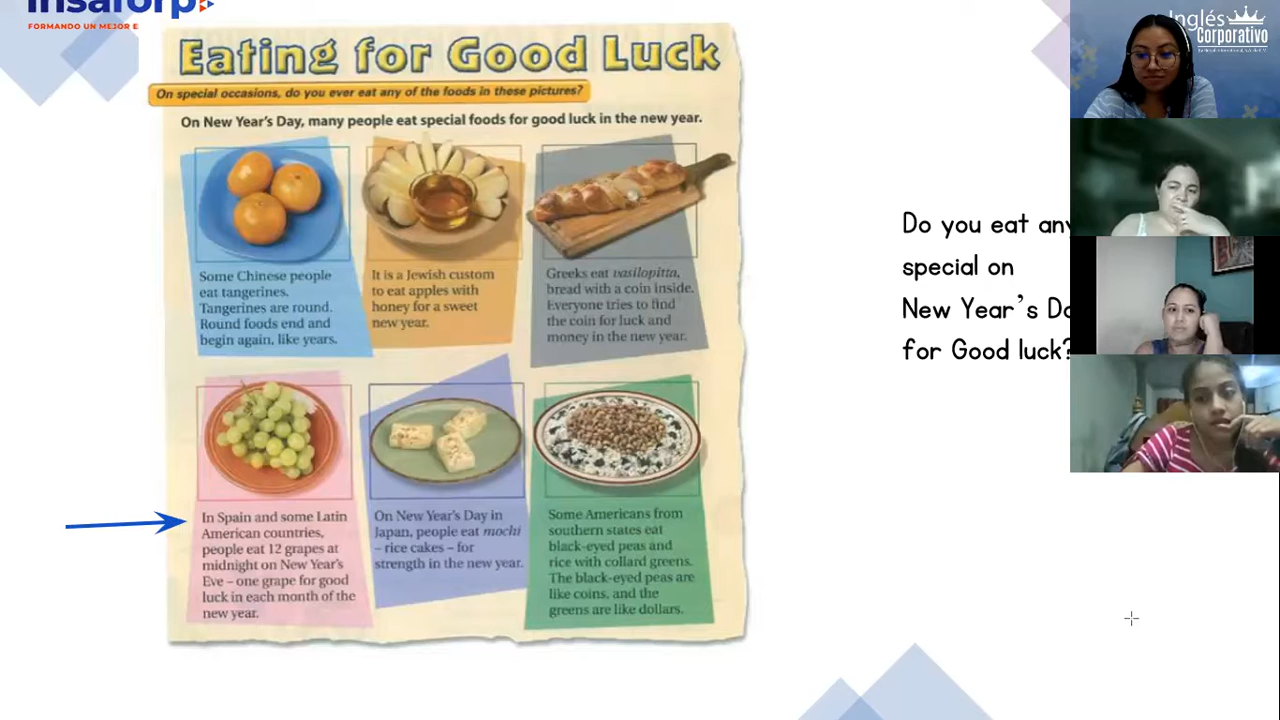 insaforp
FORMANDO UN MEJOR E
Inglés
Corporativo
Eating for Good Luck
On special occasions, do you ever eat any of the foods in these pictures?
On New Year's Day, many people eat special foods for good luck in the new year.
Some Chinese people
eat tangerines.
Tangerines are round.
Round foods end and
begin again, like years.
It is a Jewish custom
to eat apples with
honey for a sweet
new year.
Greeks eat vasilopitta,
bread with a coin inside.
Everyone tries to find
the coin for luck and
money in the new year.
In Spain and some Latin
American countries,
people eat 12 grapes at
midnight on New Year's
Eve – one grape for good
luck in each month of the
new year.
On New Year's Day in
Japan, people eat mochi
– rice cakes – for
strength in the new year.
Some Americans from
southern states eat
black-eyed peas and
rice with collard greens.
The black-eyed peas are
like coins, and the
greens are like dollars.
Do you eat any
special on
New Year's Da
for Good luck?